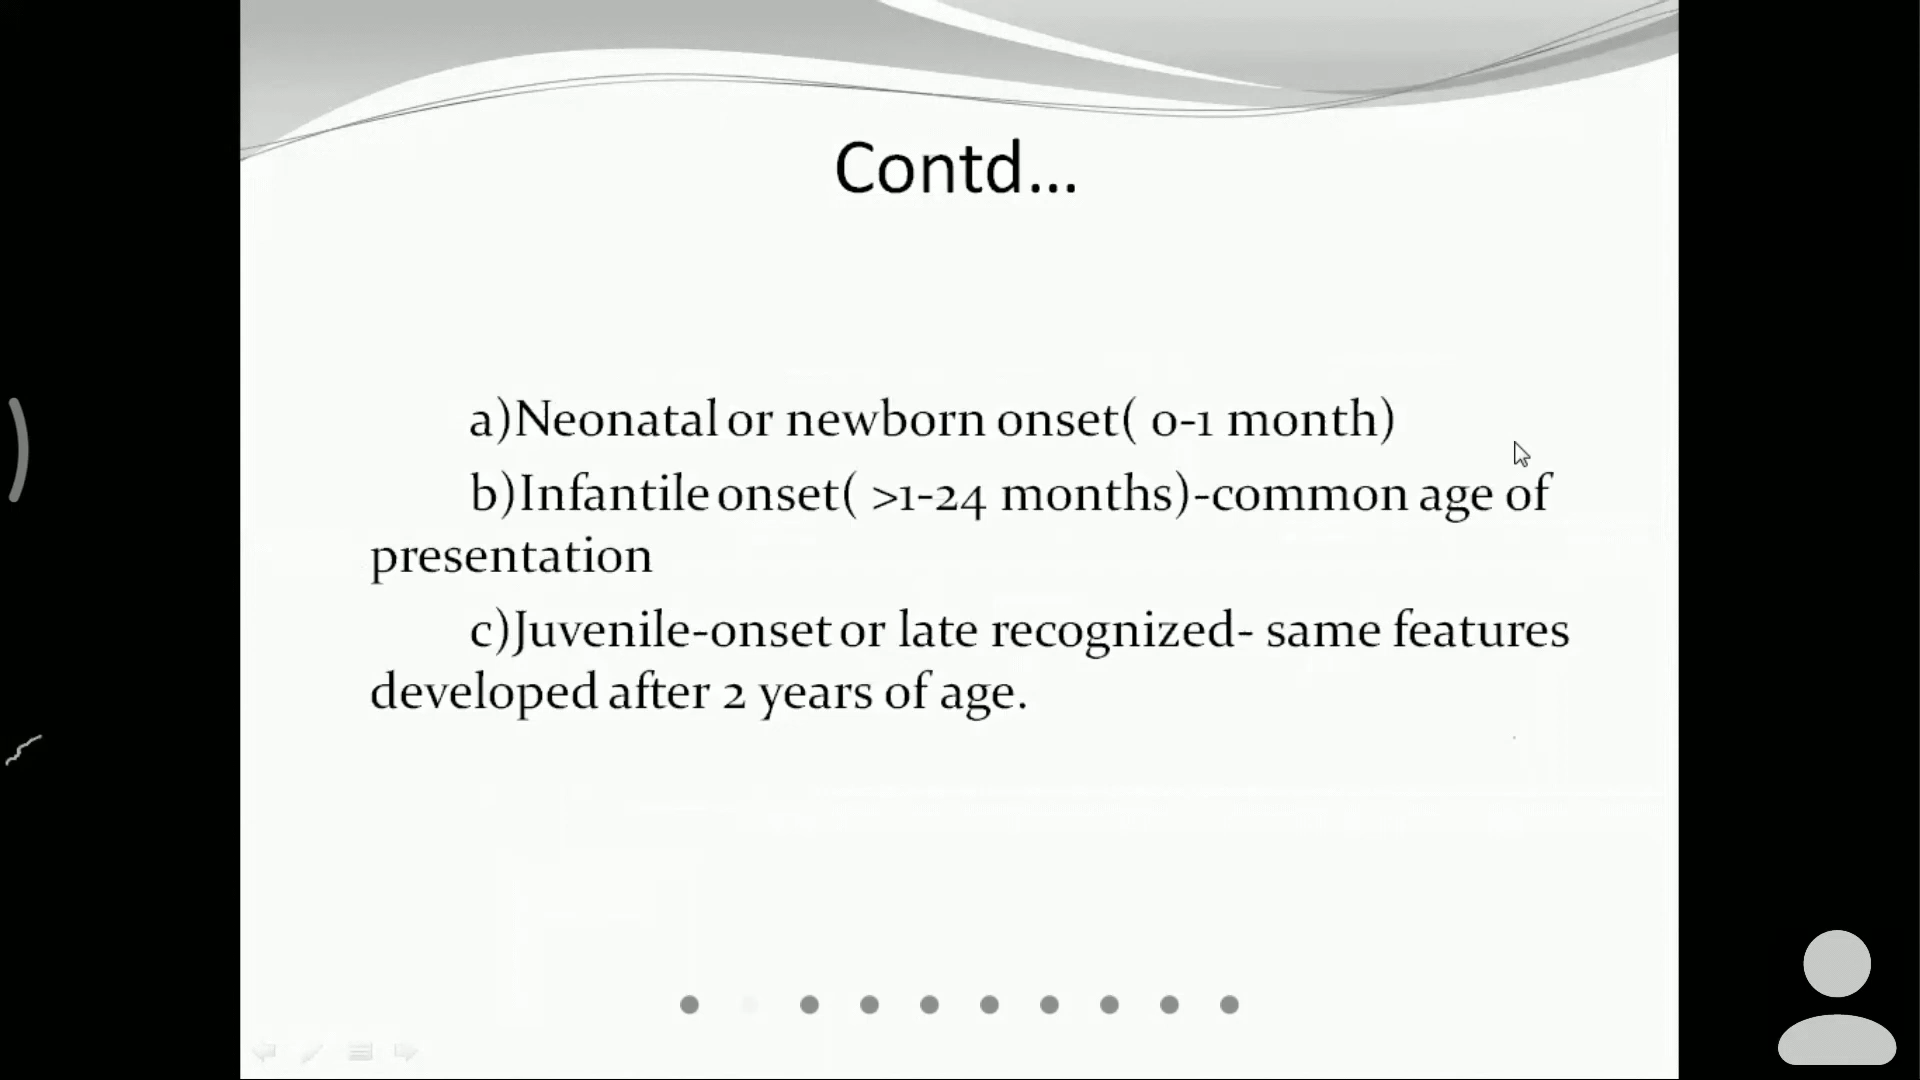 Contd...
a)Neonatal or newborn onset( 0-1 month)
b)Infantile onset( >1-24 months)-common age of
presentation
c)Juvenile-onset or late recognized- same features
developed after 2 years of age.